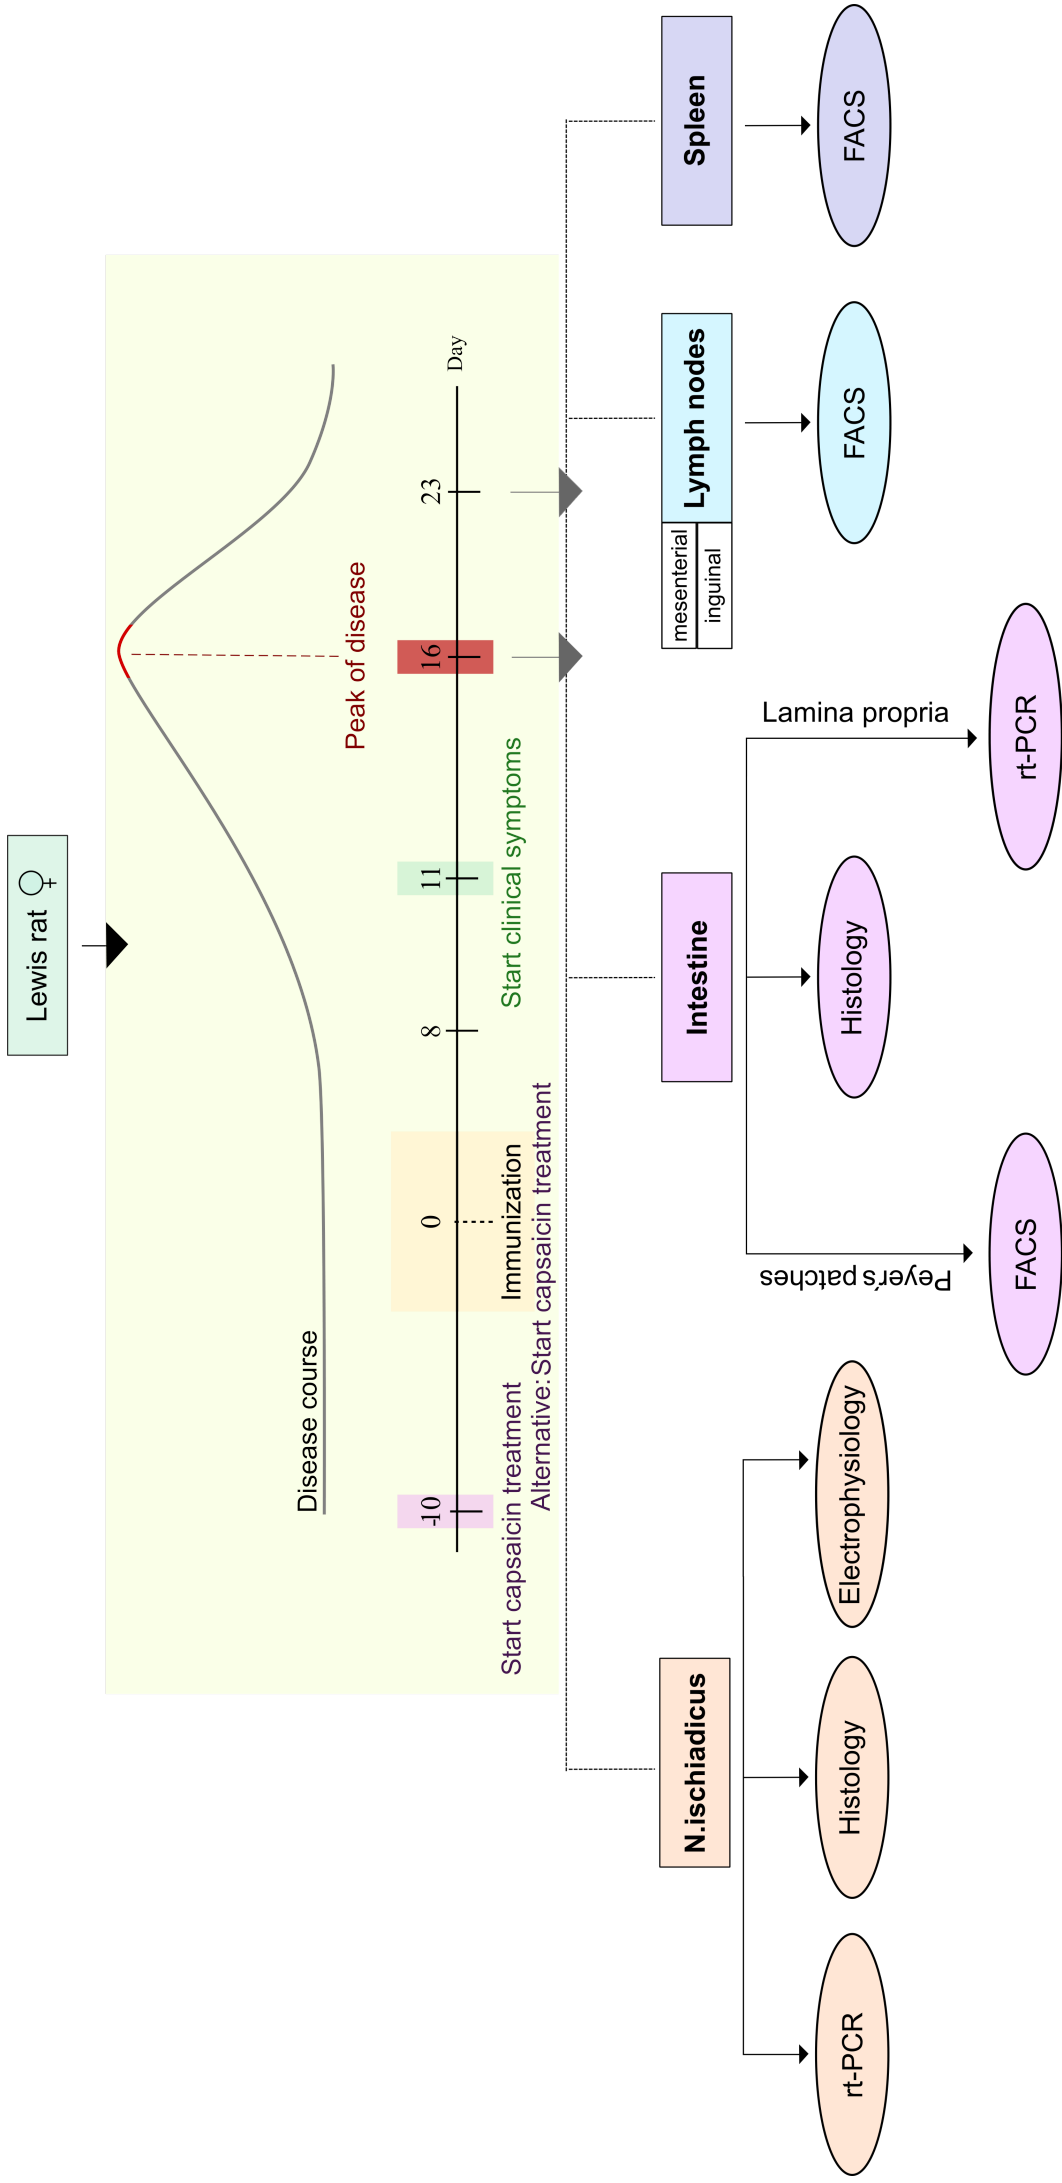 Lewis rat ♀
Disease course
Peak of disease
-10
0
8
11
16
23
Day
Start capsaicin treatment
Immunization
Start clinical symptoms
Alternative: Start capsaicin treatment
N.ischiadicus
Intestine
mesenterial
inguinal
Lymph nodes
Spleen
Peyer's patches
Lamina propria
rt-PCR
Histology
Electrophysiology
Histology
FACS
FACS
FACS
rt-PCR